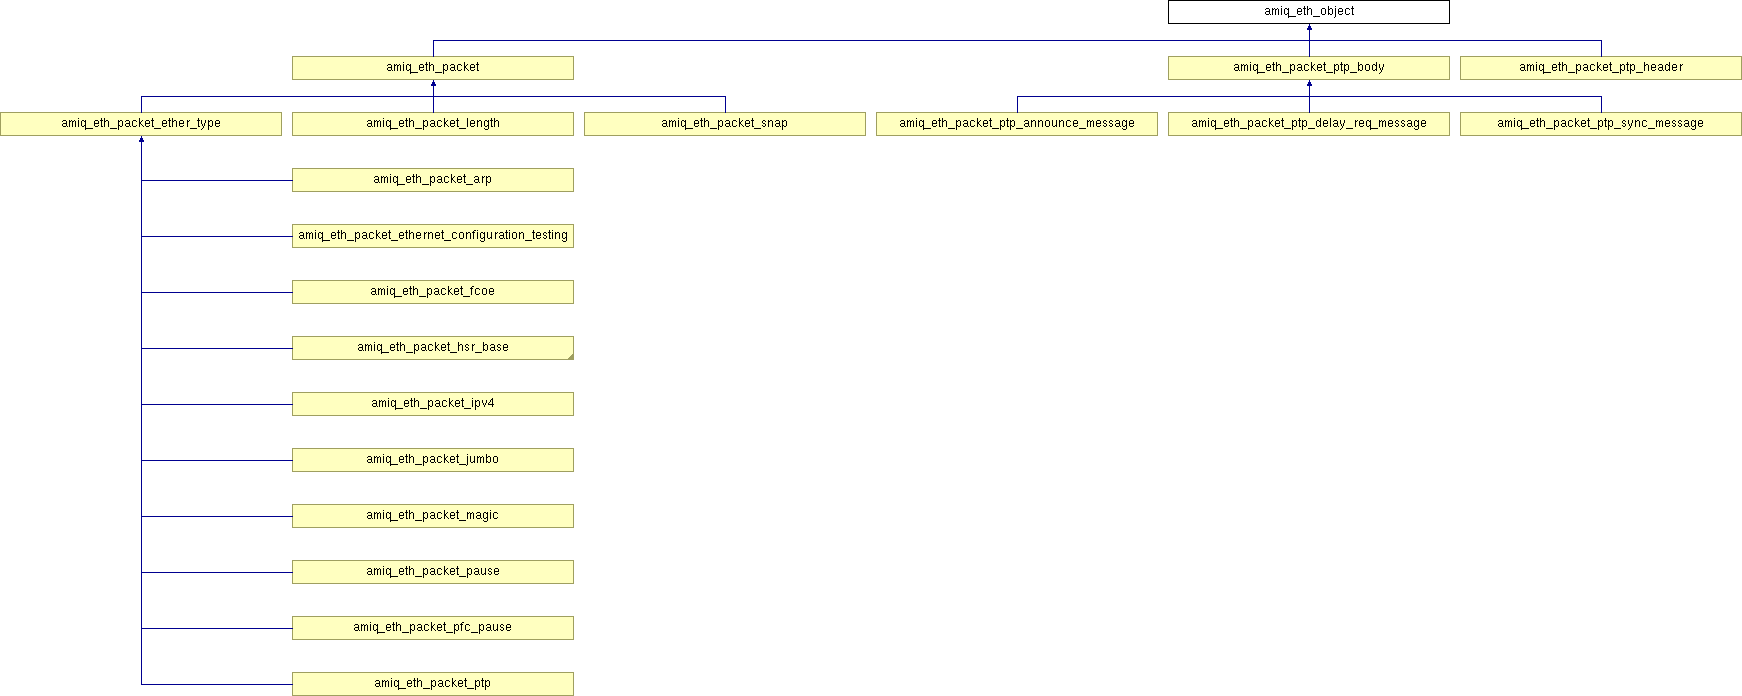 amiq_eth_object
amiq_eth_packet
amiq_eth_packet_ptp_body
amiq_eth_packet_ptp_header
amiq_eth_packet_ether_type
amiq_eth_packet_length
amiq_eth_packet_snap
amiq_eth_packet_ptp_announce_message
amiq_eth_packet_ptp_delay_req_message
amiq_eth_packet_ptp_sync_message
amiq_eth_packet_arp
amiq_eth_packet_ethernet_configuration_testing
amiq_eth_packet_fcoe
amiq_eth_packet_hsr_base
amiq_eth_packet_ipv4
amiq_eth_packet_jumbo
amiq_eth_packet_magic
amiq_eth_packet_pause
amiq_eth_packet_pfc_pause
amiq_eth_packet_ptp